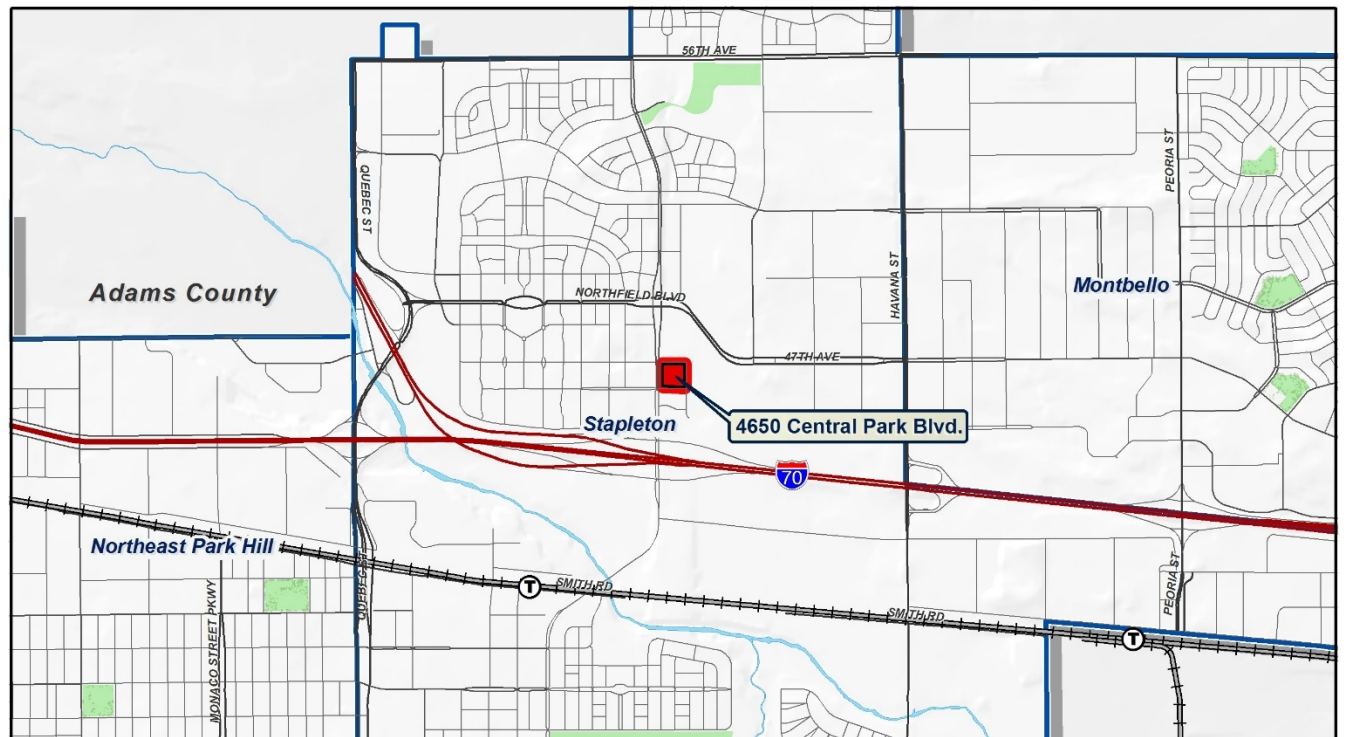 56TH AVE
QUEBEC ST
PEORIA ST
HAVANA ST
Adams County
NORTHFIELD BLVD
Montbello
47TH AVE
Stapleton
4650 Central Park Blvd.
70
Northeast Park Hill
QUEBEC ST
SMITH RD
T
SMITH RD
PEORIA ST
T
MONACO STREET PKWY